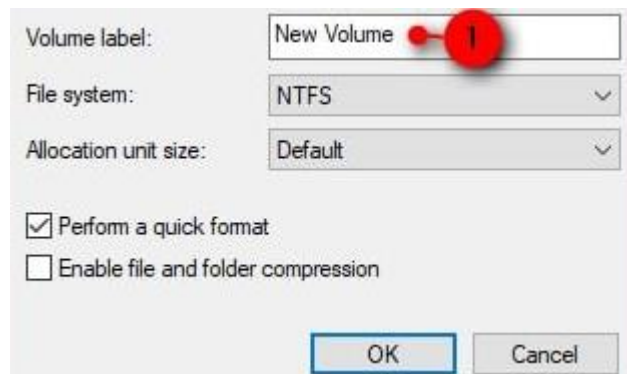 Volume label: New Volume 1
File system: NTFS
Allocation unit size: Default
Perform a quick format
Enable file and folder compression
OK Cancel